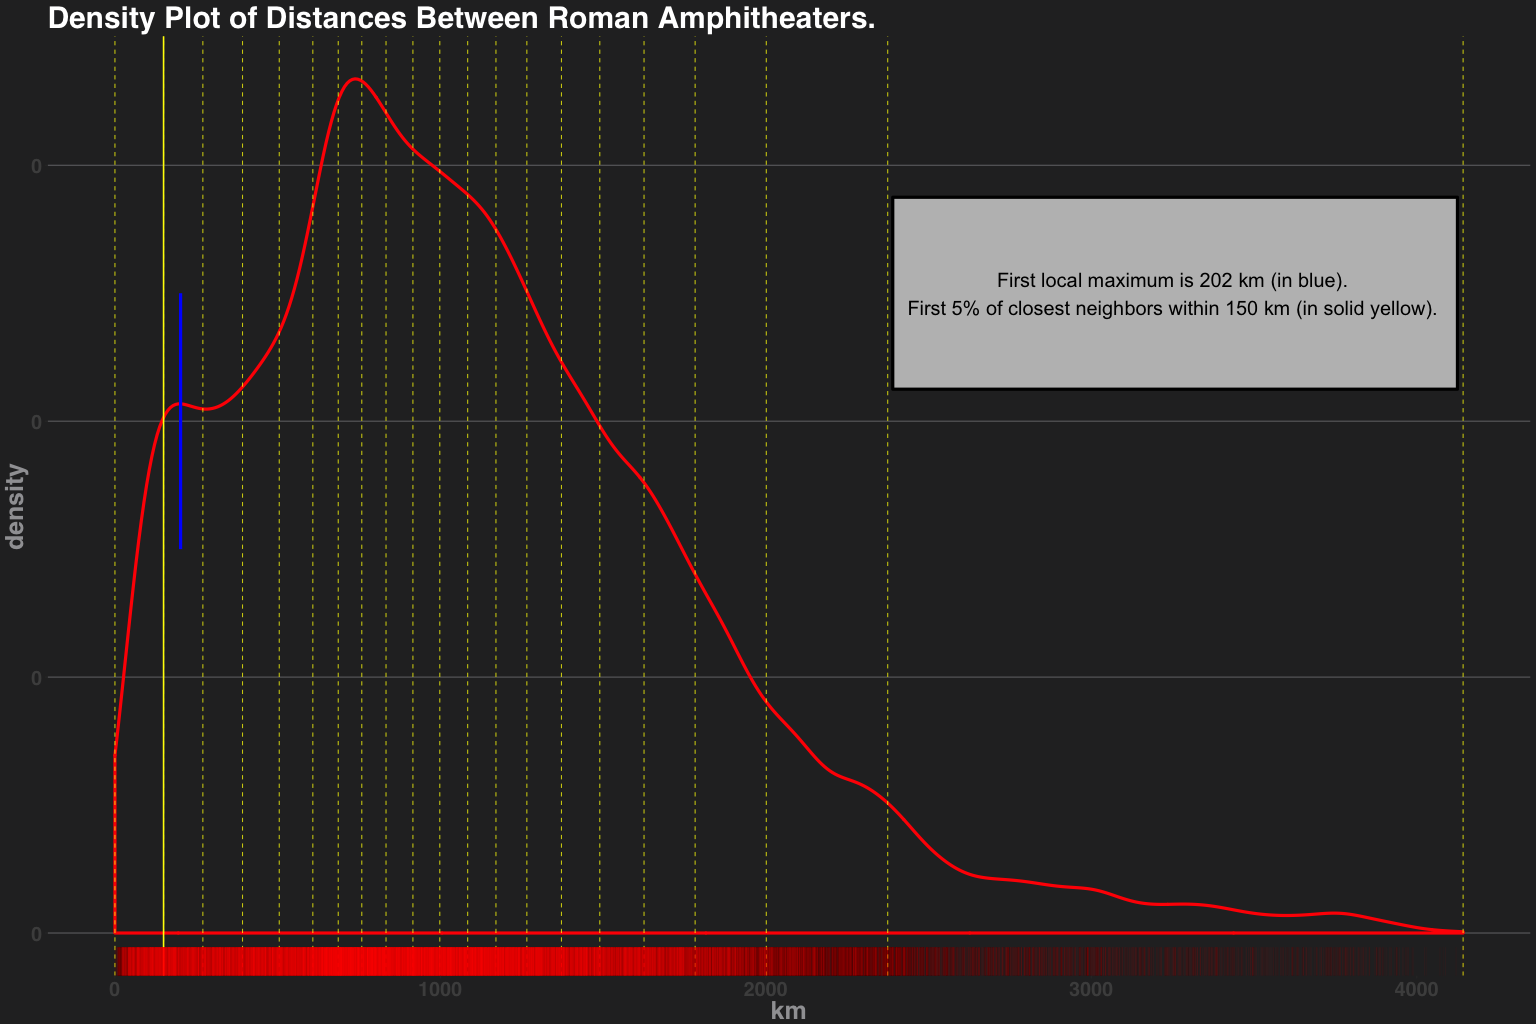 Density Plot of Distances Between Roman Amphitheaters.
0
First local maximum is 202 km (in blue).
First 5% of closest neighbors within 150 km (in solid yellow).
0
density
0
0
0 1000 2000 3000 4000
km